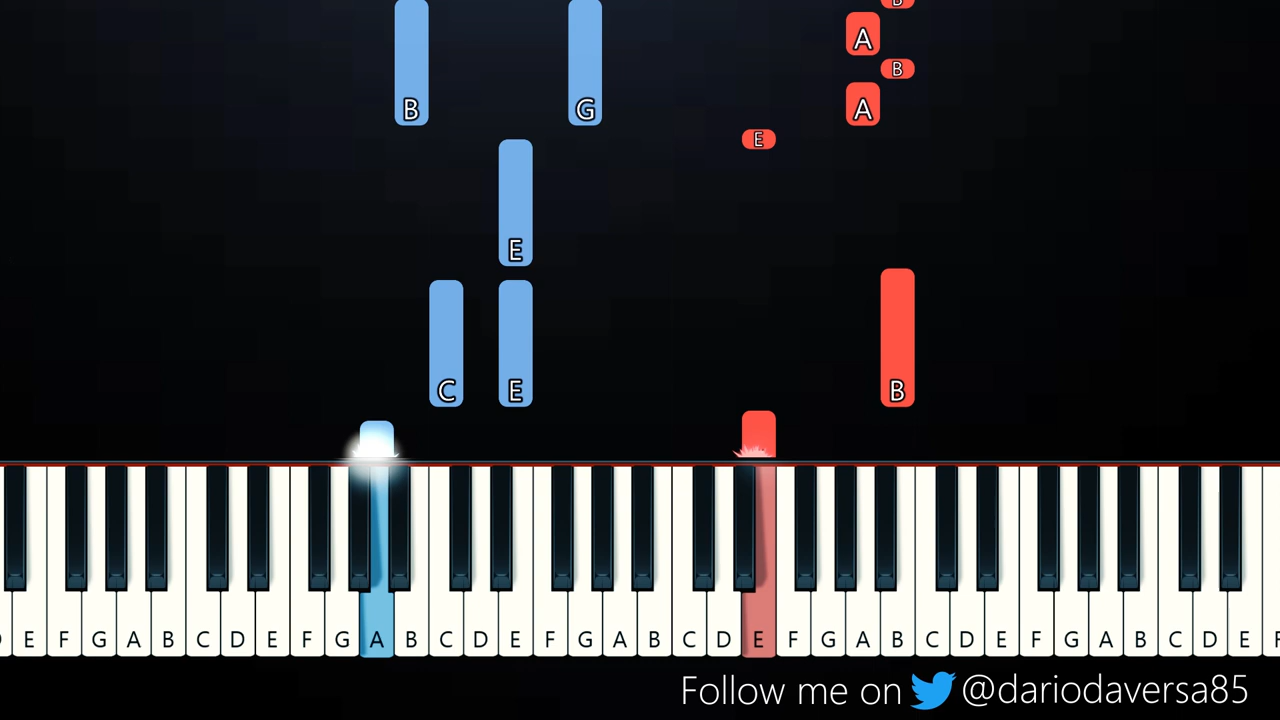 B
A
B
B G A
E
E
C E B
E F G A B C D E F G A B C D E F G A B C D E F G A B C D E F G A B C D E
Follow me on @dariodaversa85